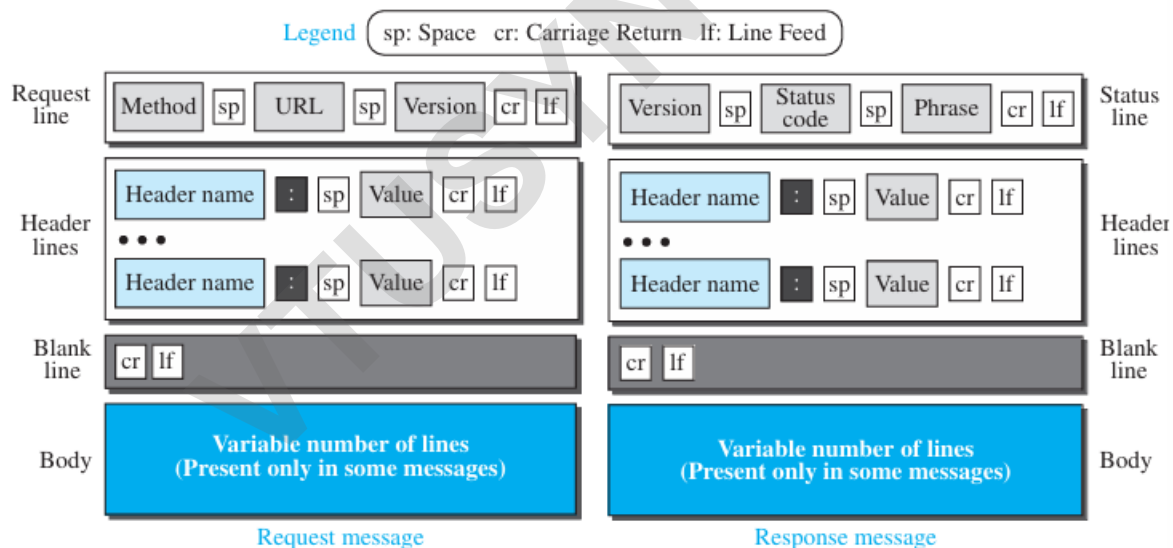 Legend sp: Space cr: Carriage Return lf: Line Feed
Request
line
Method sp URL sp Version cr lf
Header
lines
Header name : sp Value cr lf
• • •
Header name : sp Value cr lf
Blank
line
cr lf
Body
Variable number of lines
(Present only in some messages)
Request message
Version sp Status
code sp Phrase cr lf
Status
line
Header name : sp Value cr lf
• • •
Header name : sp Value cr lf
Header
lines
cr lf
Blank
line
Variable number of lines
(Present only in some messages)
Body
Response message
VTUSYN